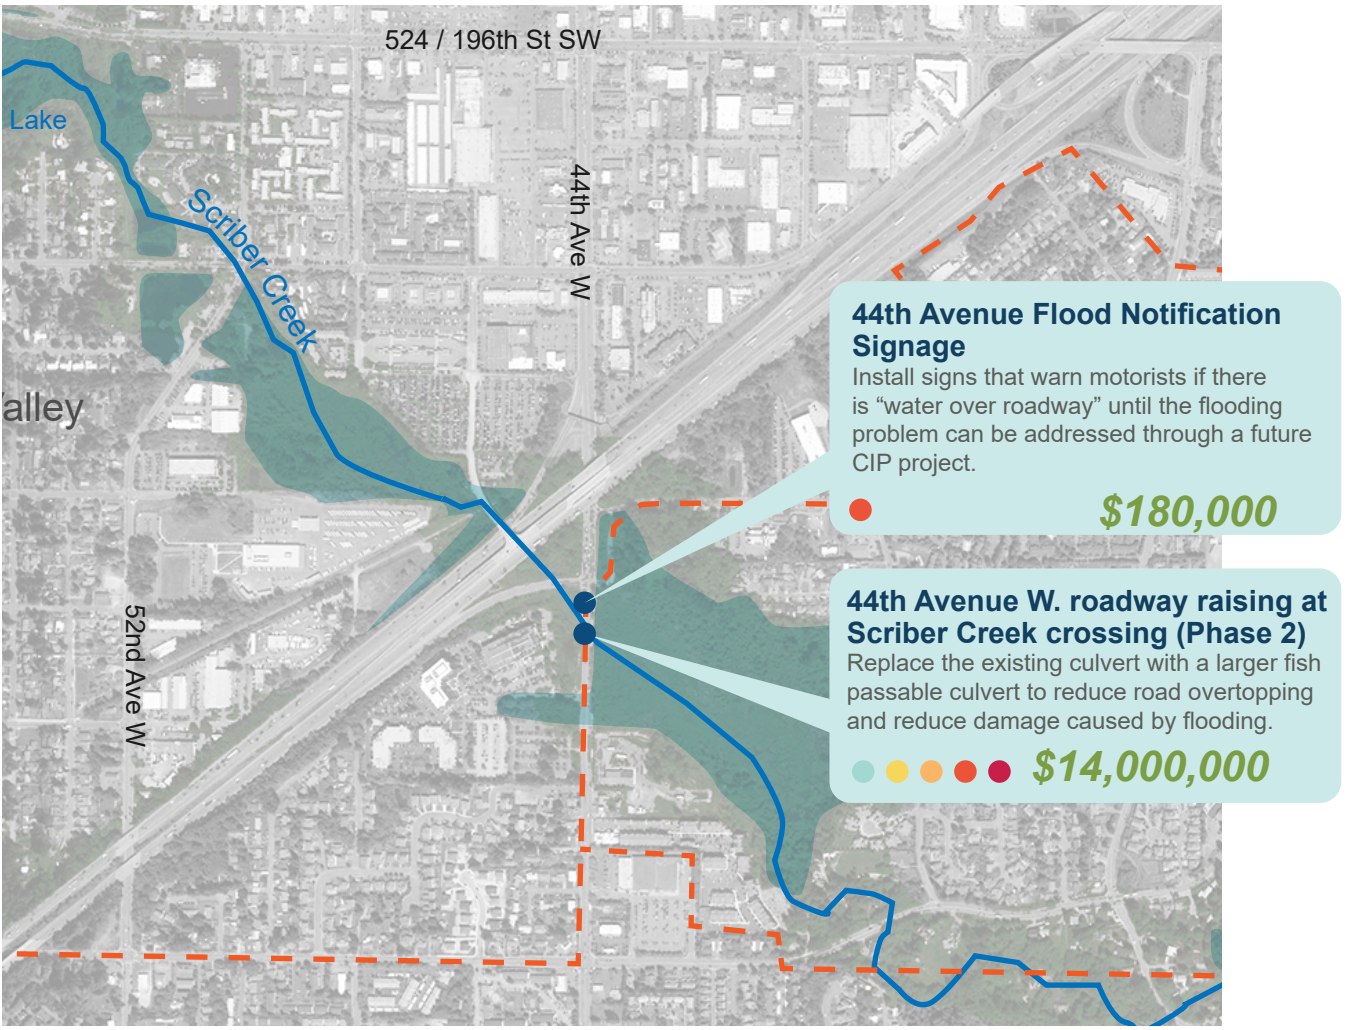 524 / 196th St SW
Lake
Scriber Creek
44th Ave W
alley
52nd Ave W
44th Avenue Flood Notification
Signage
Install signs that warn motorists if there
is “water over roadway” until the flooding
problem can be addressed through a future
CIP project.
$180,000
44th Avenue W. roadway raising at
Scriber Creek crossing (Phase 2)
Replace the existing culvert with a larger fish
passable culvert to reduce road overtopping
and reduce damage caused by flooding.
$14,000,000